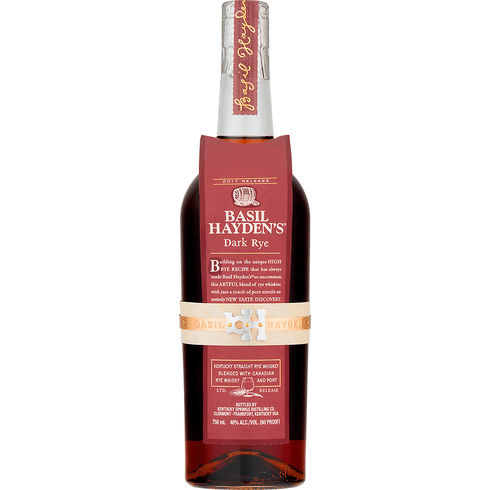 Basil Hayden
2017 RELEASE
BASIL
HAYDEN'S®
Dark Rye
Building on the unique HIGH
RYE RECIPE that has always
made Basil Hayden's® so uncommon,
this ARTFUL blend of rye whiskies
with just a touch of port unveils an
entirely NEW TASTE DISCOVERY.
BASIL H HAYDEN
KENTUCKY STRAIGHT RYE WHISKEY
BLENDED WITH CANADIAN
RYE WHISKY AND PORT
LTD. RELEASE
BOTTLED BY
KENTUCKY SPRINGS DISTILLING CO.
CLERMONT-FRANKFORT, KENTUCKY USA
750 mL 40% ALC./VOL. (80 PROOF)